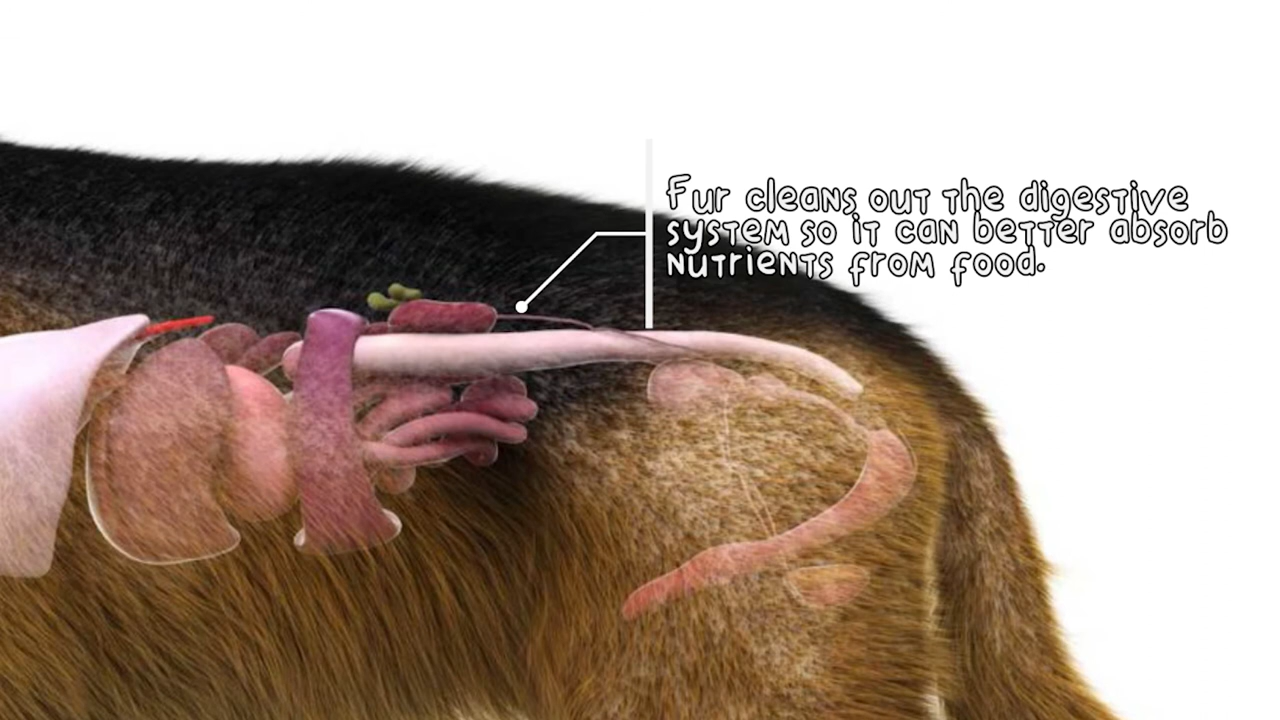 Fur cleans out the digestive
system so it can better absorb
nutrients from food.